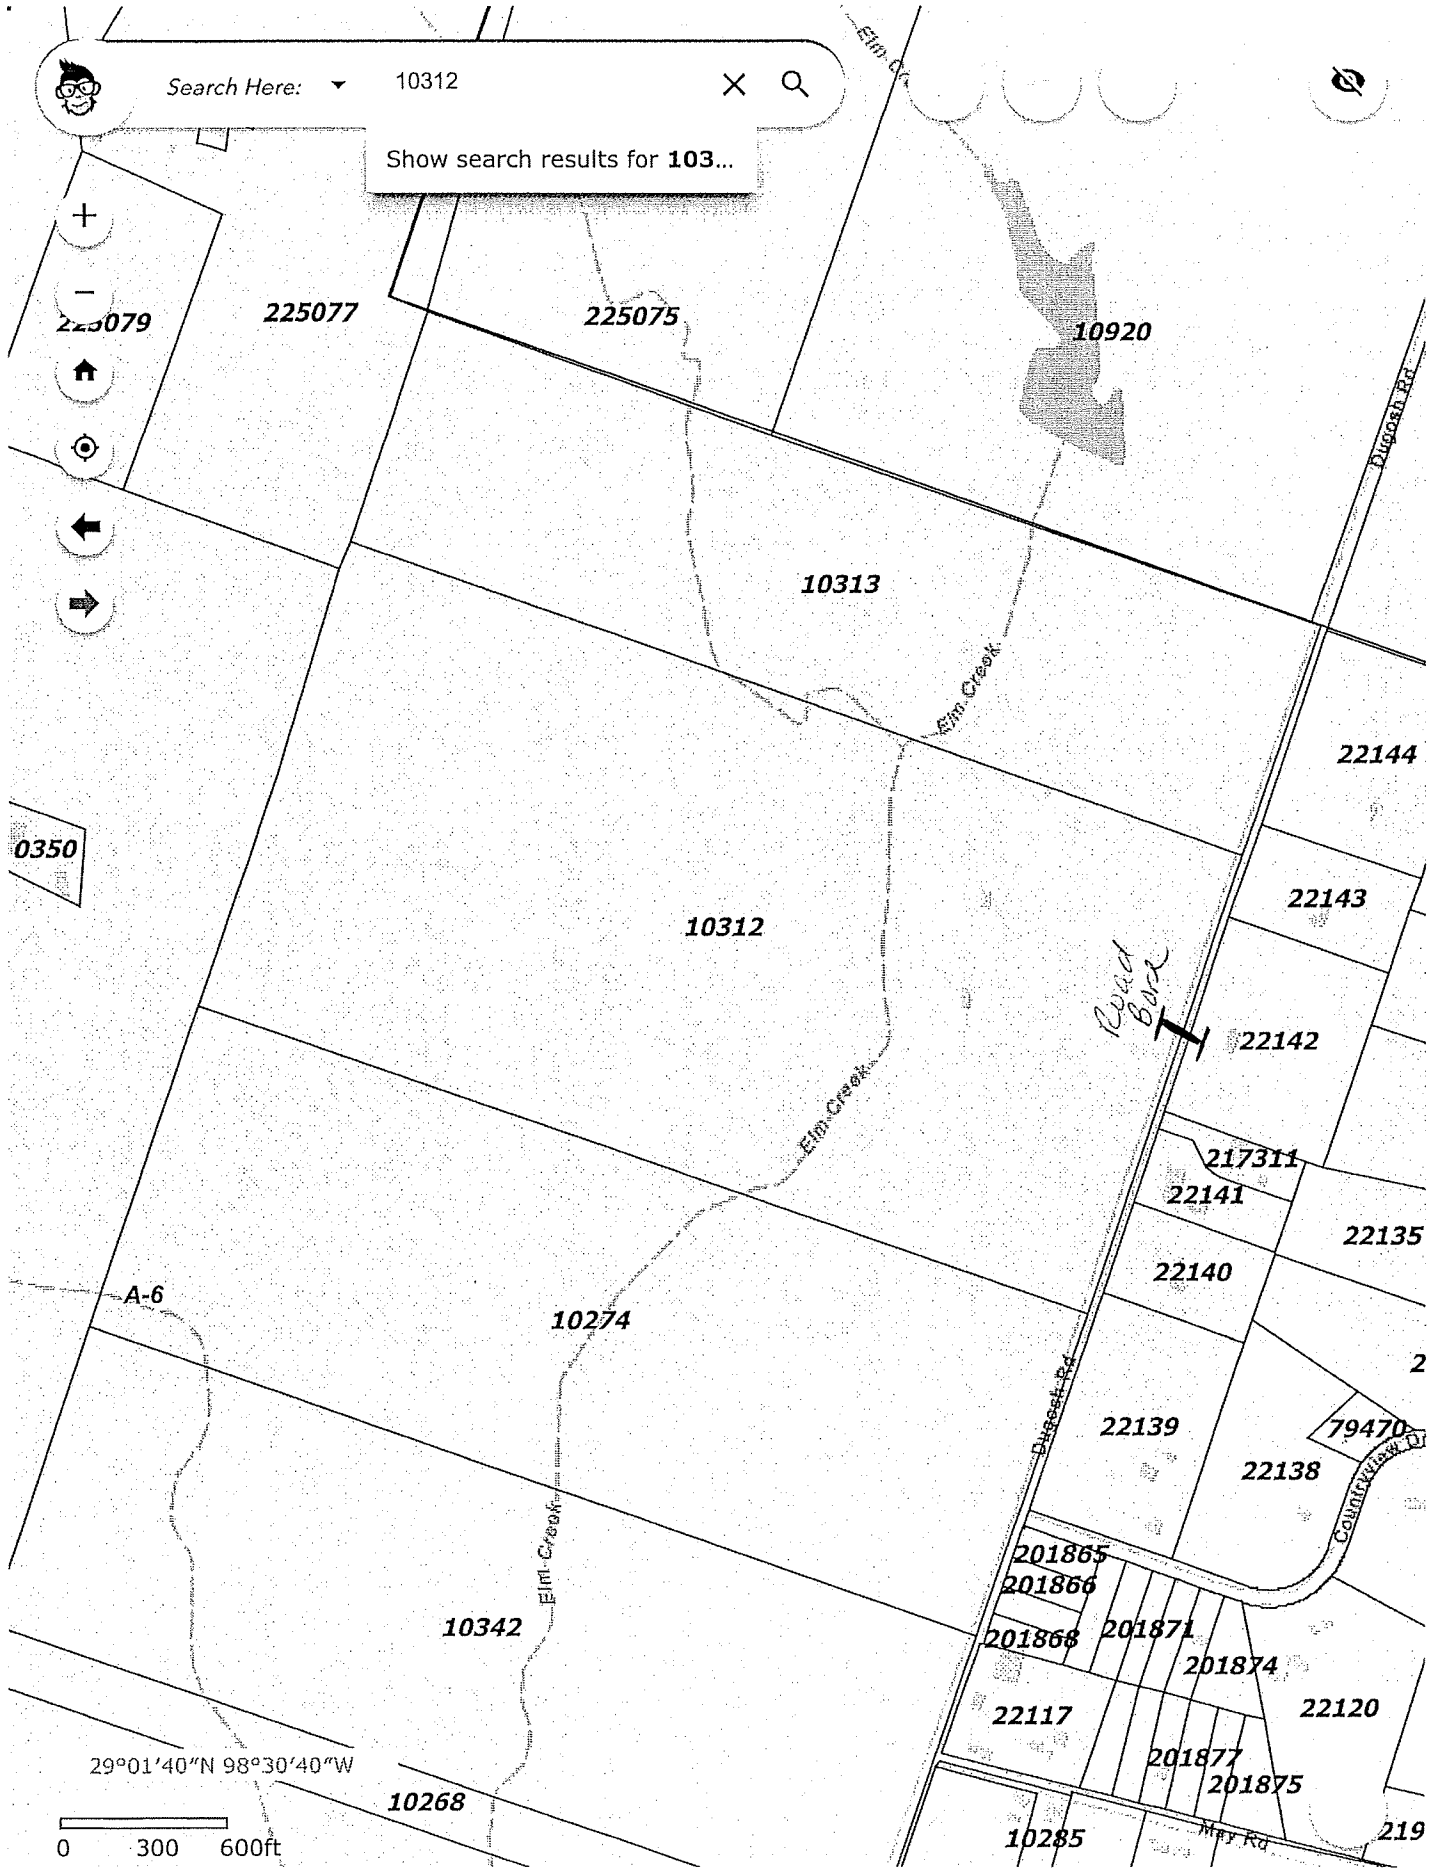 Elm Cr
Search Here:
10312
Show search results for 103...
225079
225077
225075
10920
Dugosh Rd
10313
Elm Creek
22144
0350
22143
10312
Road
Bore
22142
Elm Creek
217311
22141
22135
22140
A-6
10274
2
Dugosh Rd
22139
79470
22138
Countryview Dr
Elm Creek
201865
201866
10342
201868
201871
201874
22117
22120
29°01'40"N 98°30'40"W
201877
201875
10268
0 300 600ft
10285
May Rd
219